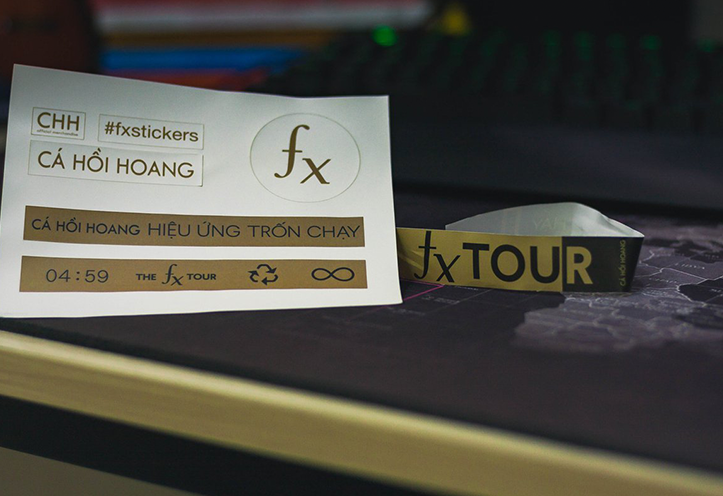 CHH
official merchandise
#fxstickers
CÁ HỒI HOANG
fx
CÁ HỒI HOANG HIỆU ỨNG TRỐN CHẠY
04:59 THE fx TOUR
fx TOUR
CÁ HỒI HOANG